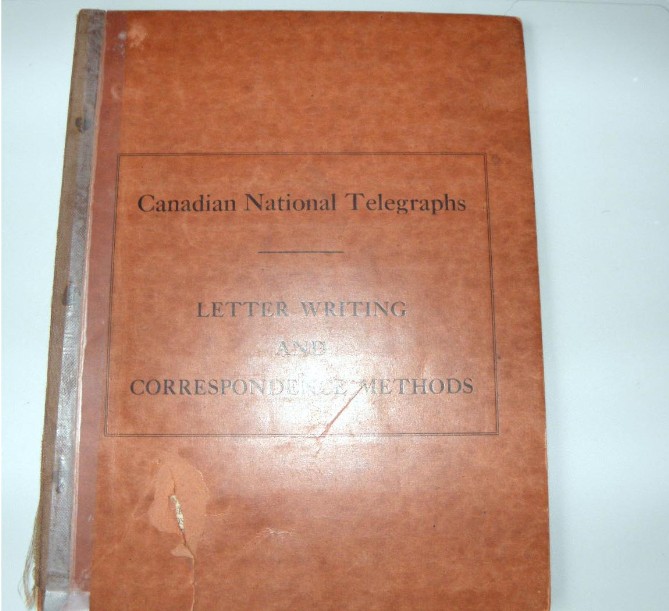 Canadian National Telegraphs
LETTER WRITING
AND
CORRESPONDENCE METHODS